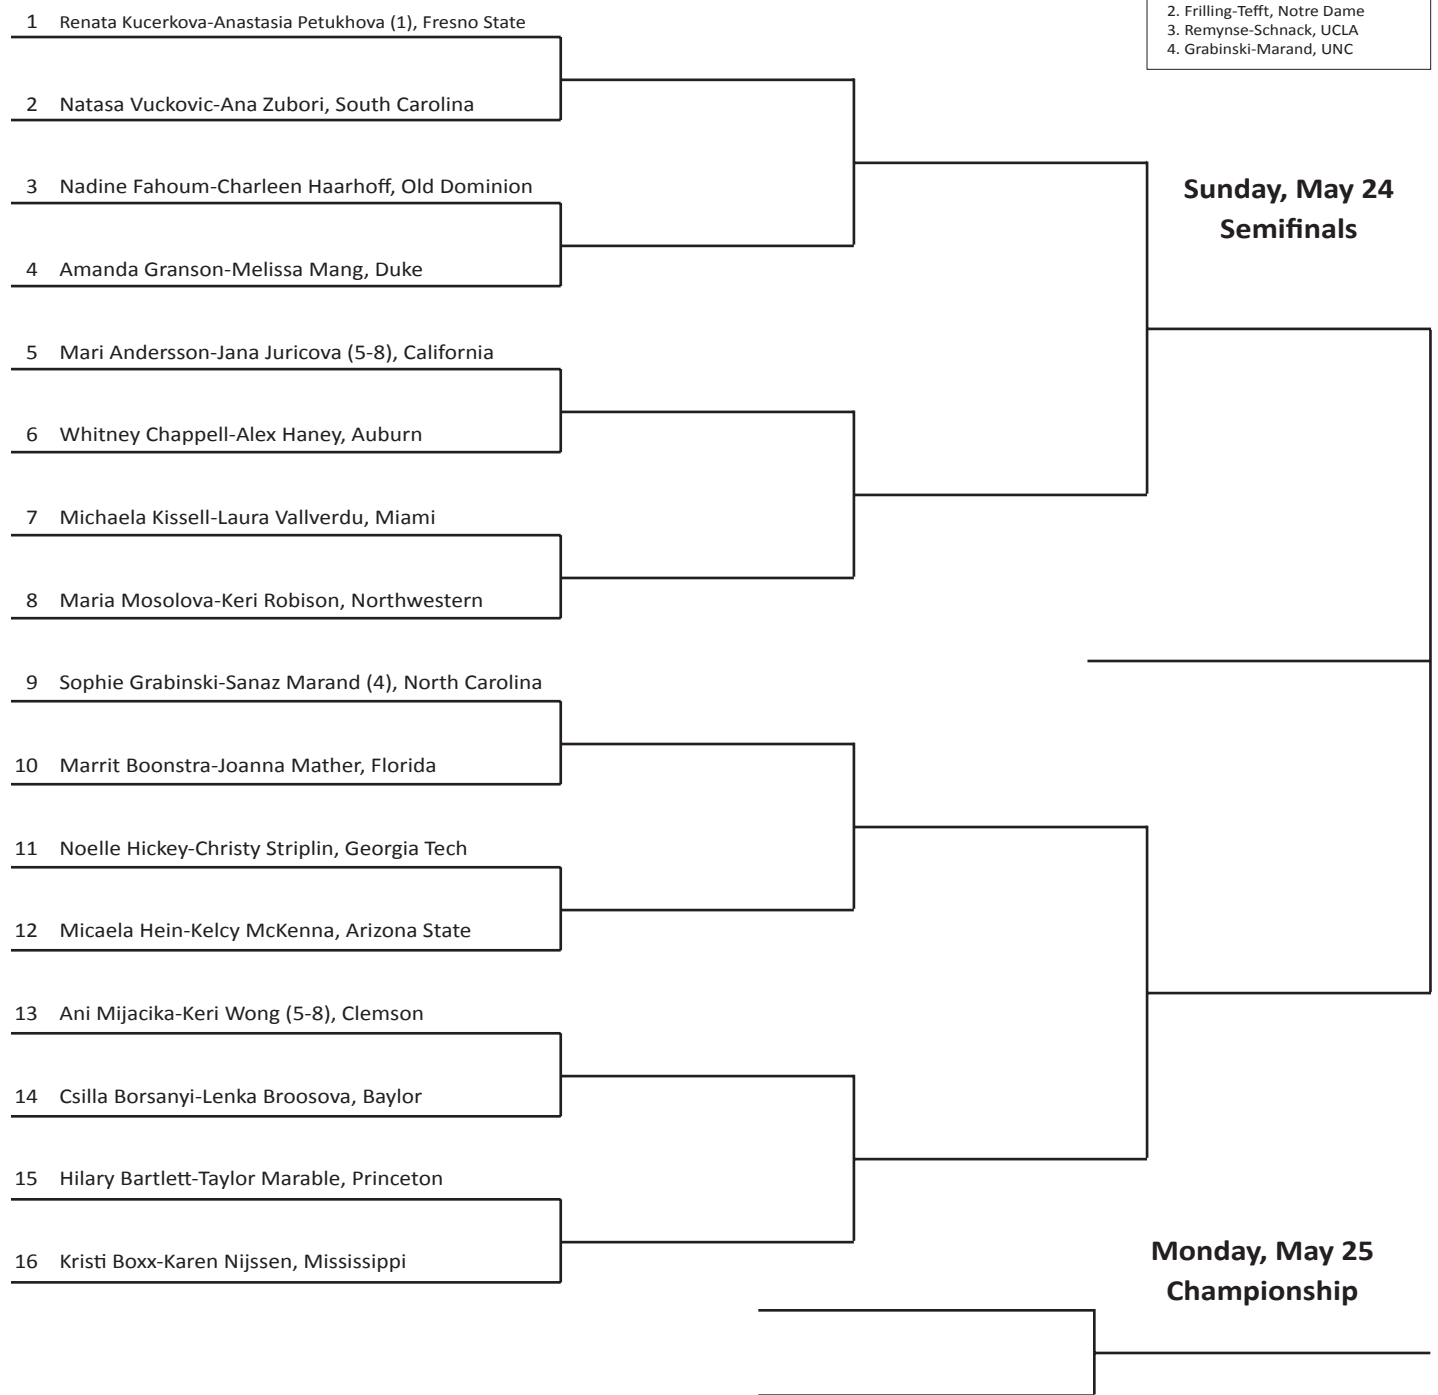 1 Renata Kucerkova-Anastasia Petukhova (1), Fresno State
2. Frilling-Tefft, Notre Dame
3. Remynse-Schnack, UCLA
4. Grabinski-Marand, UNC
2 Natasa Vuckovic-Ana Zubori, South Carolina
3 Nadine Fahoum-Charleen Haarhoff, Old Dominion
Sunday, May 24
Semifinals
4 Amanda Granson-Melissa Mang, Duke
5 Mari Andersson-Jana Juricova (5-8), California
6 Whitney Chappell-Alex Haney, Auburn
7 Michaela Kissell-Laura Vallverdu, Miami
8 Maria Mosolova-Keri Robison, Northwestern
9 Sophie Grabinski-Sanaz Marand (4), North Carolina
10 Marrit Boonstra-Joanna Mather, Florida
11 Noelle Hickey-Christy Striplin, Georgia Tech
12 Micaela Hein-Kelcy McKenna, Arizona State
13 Ani Mijacika-Keri Wong (5-8), Clemson
14 Csilla Borsanyi-Lenka Broosova, Baylor
15 Hilary Bartlett-Taylor Marable, Princeton
16 Kristi Boxx-Karen Nijssen, Mississippi
Monday, May 25
Championship